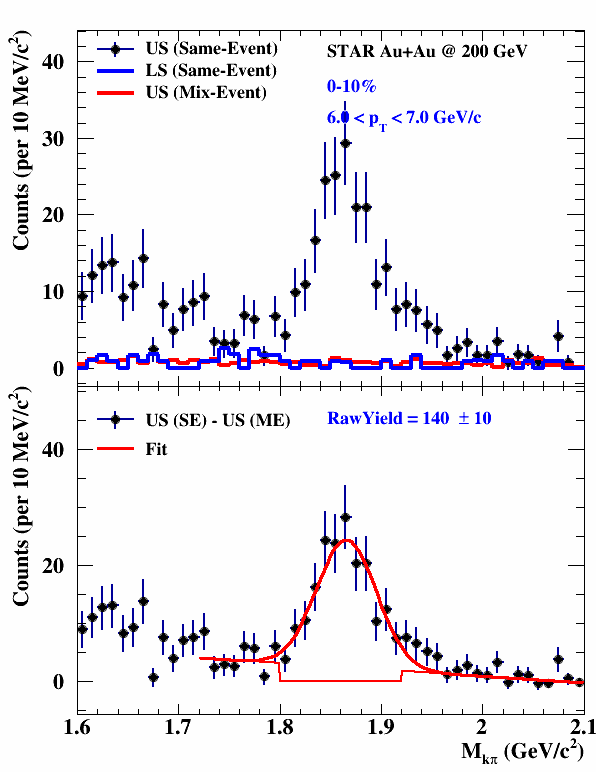 US (Same-Event)
LS (Same-Event)
US (Mix-Event)
STAR Au+Au @ 200 GeV
0-10%
6.0 < pT < 7.0 GeV/c
Counts (per 10 MeV/c²)
40
30
20
10
0
US (SE) - US (ME)
Fit
RawYield = 140 ± 10
Counts (per 10 MeV/c²)
40
20
0
1.6 1.7 1.8 1.9 2 2.1
Mkπ (GeV/c²)